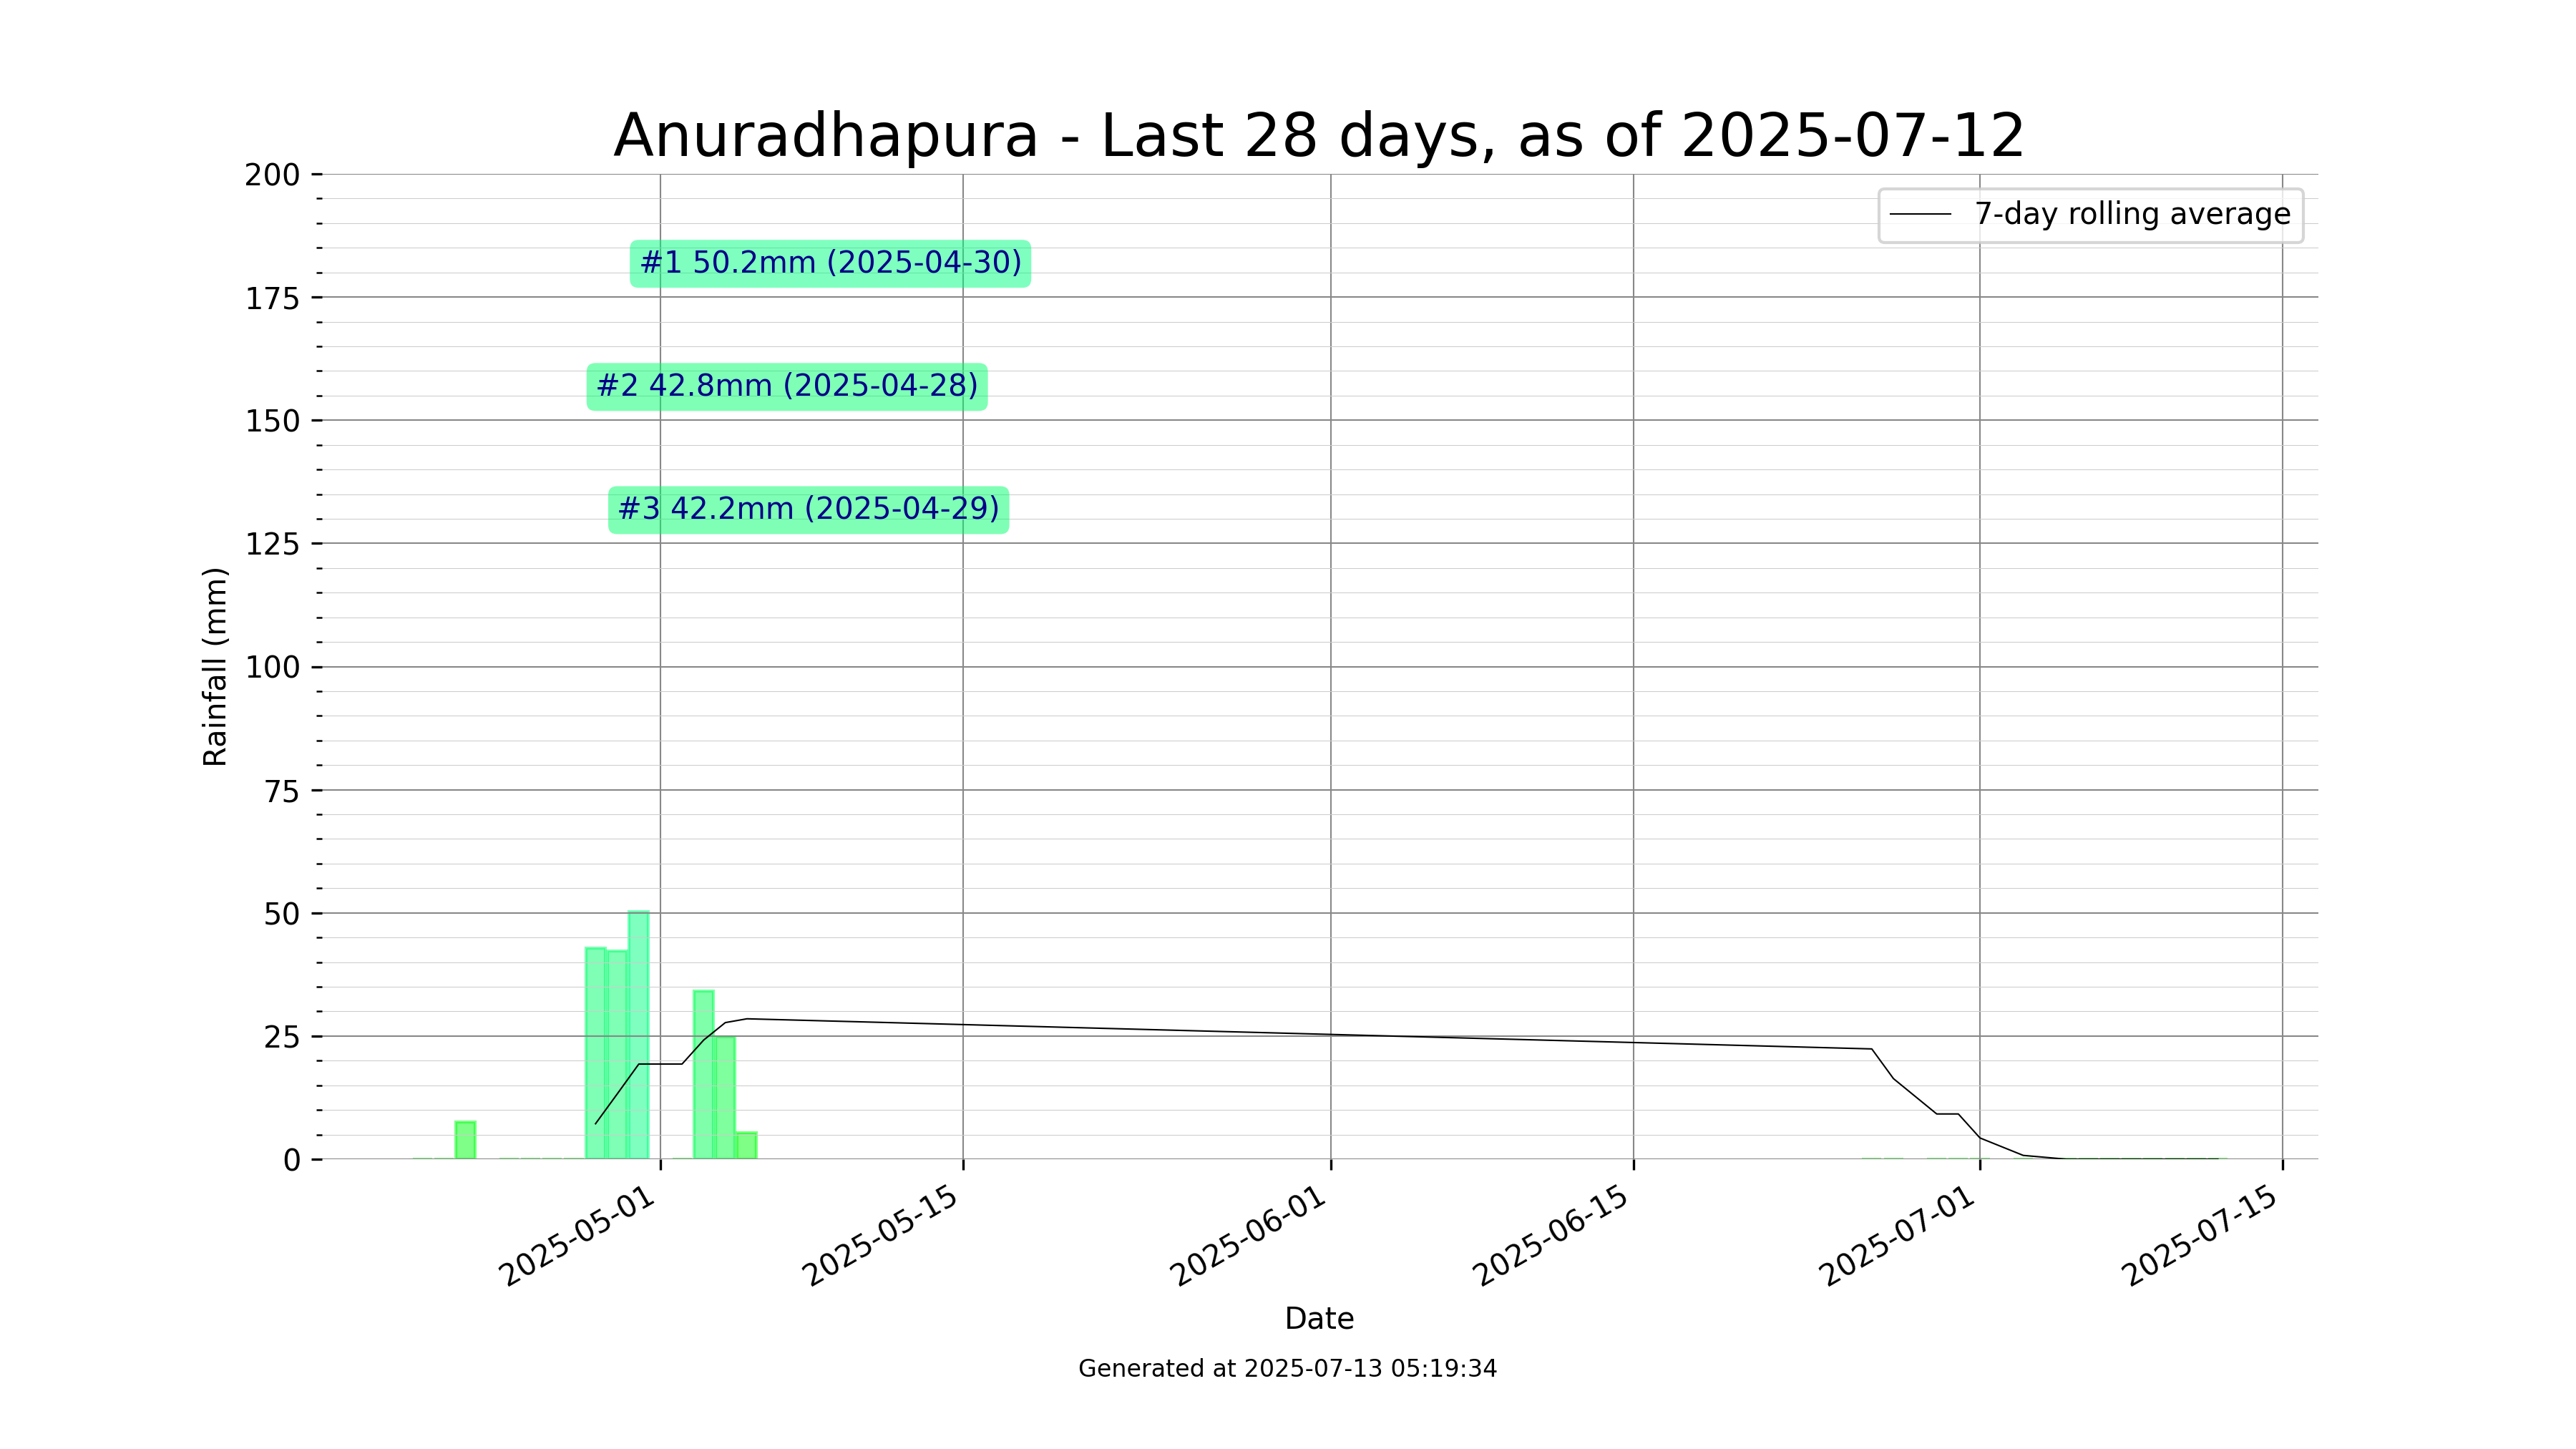 Anuradhapura - Last 28 days, as of 2025-07-12
200
175
150
125
100
75
50
25
0
Rainfall (mm)
7-day rolling average
#1 50.2mm (2025-04-30)
#2 42.8mm (2025-04-28)
#3 42.2mm (2025-04-29)
2025-05-01
2025-05-15
2025-06-01
2025-06-15
2025-07-01
2025-07-15
Date
Generated at 2025-07-13 05:19:34